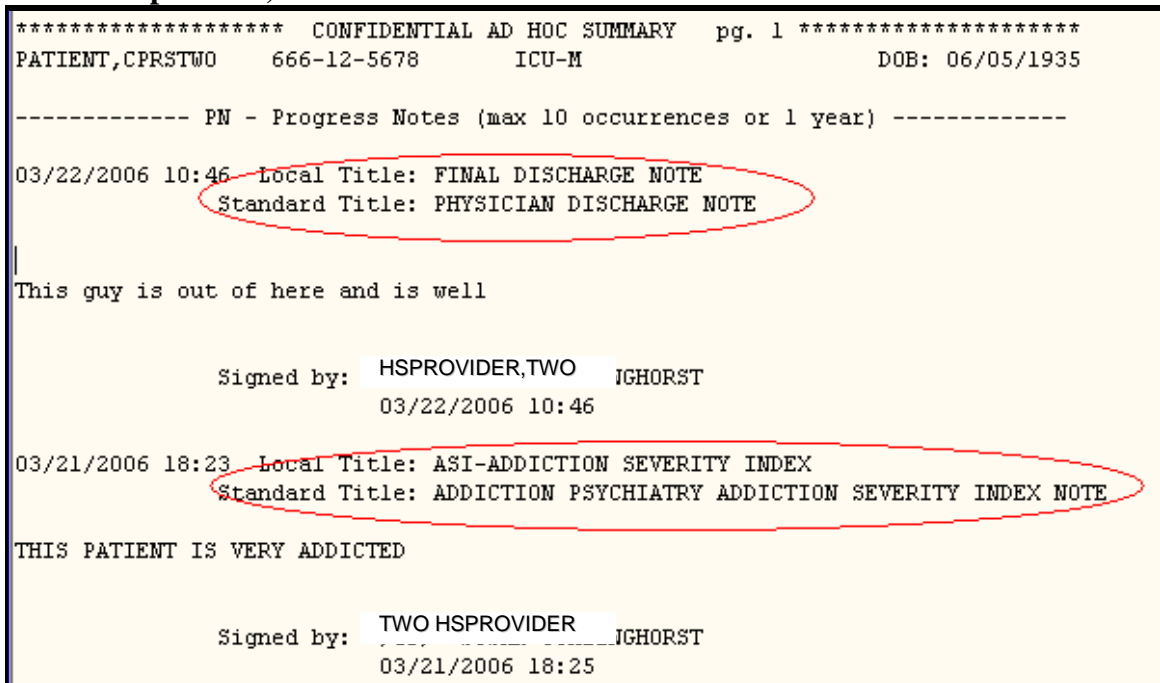 ******************** CONFIDENTIAL AD HOC SUMMARY pg. 1 *********************
PATIENT,CPRSTWO 666-12-5678 ICU-M DOB: 06/05/1935
------------- PN - Progress Notes (max 10 occurrences or 1 year) -------------
03/22/2006 10:46 Local Title: FINAL DISCHARGE NOTE
Standard Title: PHYSICIAN DISCHARGE NOTE
This guy is out of here and is well
Signed by: HSPROVIDER,TWO
03/22/2006 10:46
03/21/2006 18:23 Local Title: ASI-ADDICTION SEVERITY INDEX
Standard Title: ADDICTION PSYCHIATRY ADDICTION SEVERITY INDEX NOTE
THIS PATIENT IS VERY ADDICTED
Signed by: TWO HSPROVIDER
03/21/2006 18:25